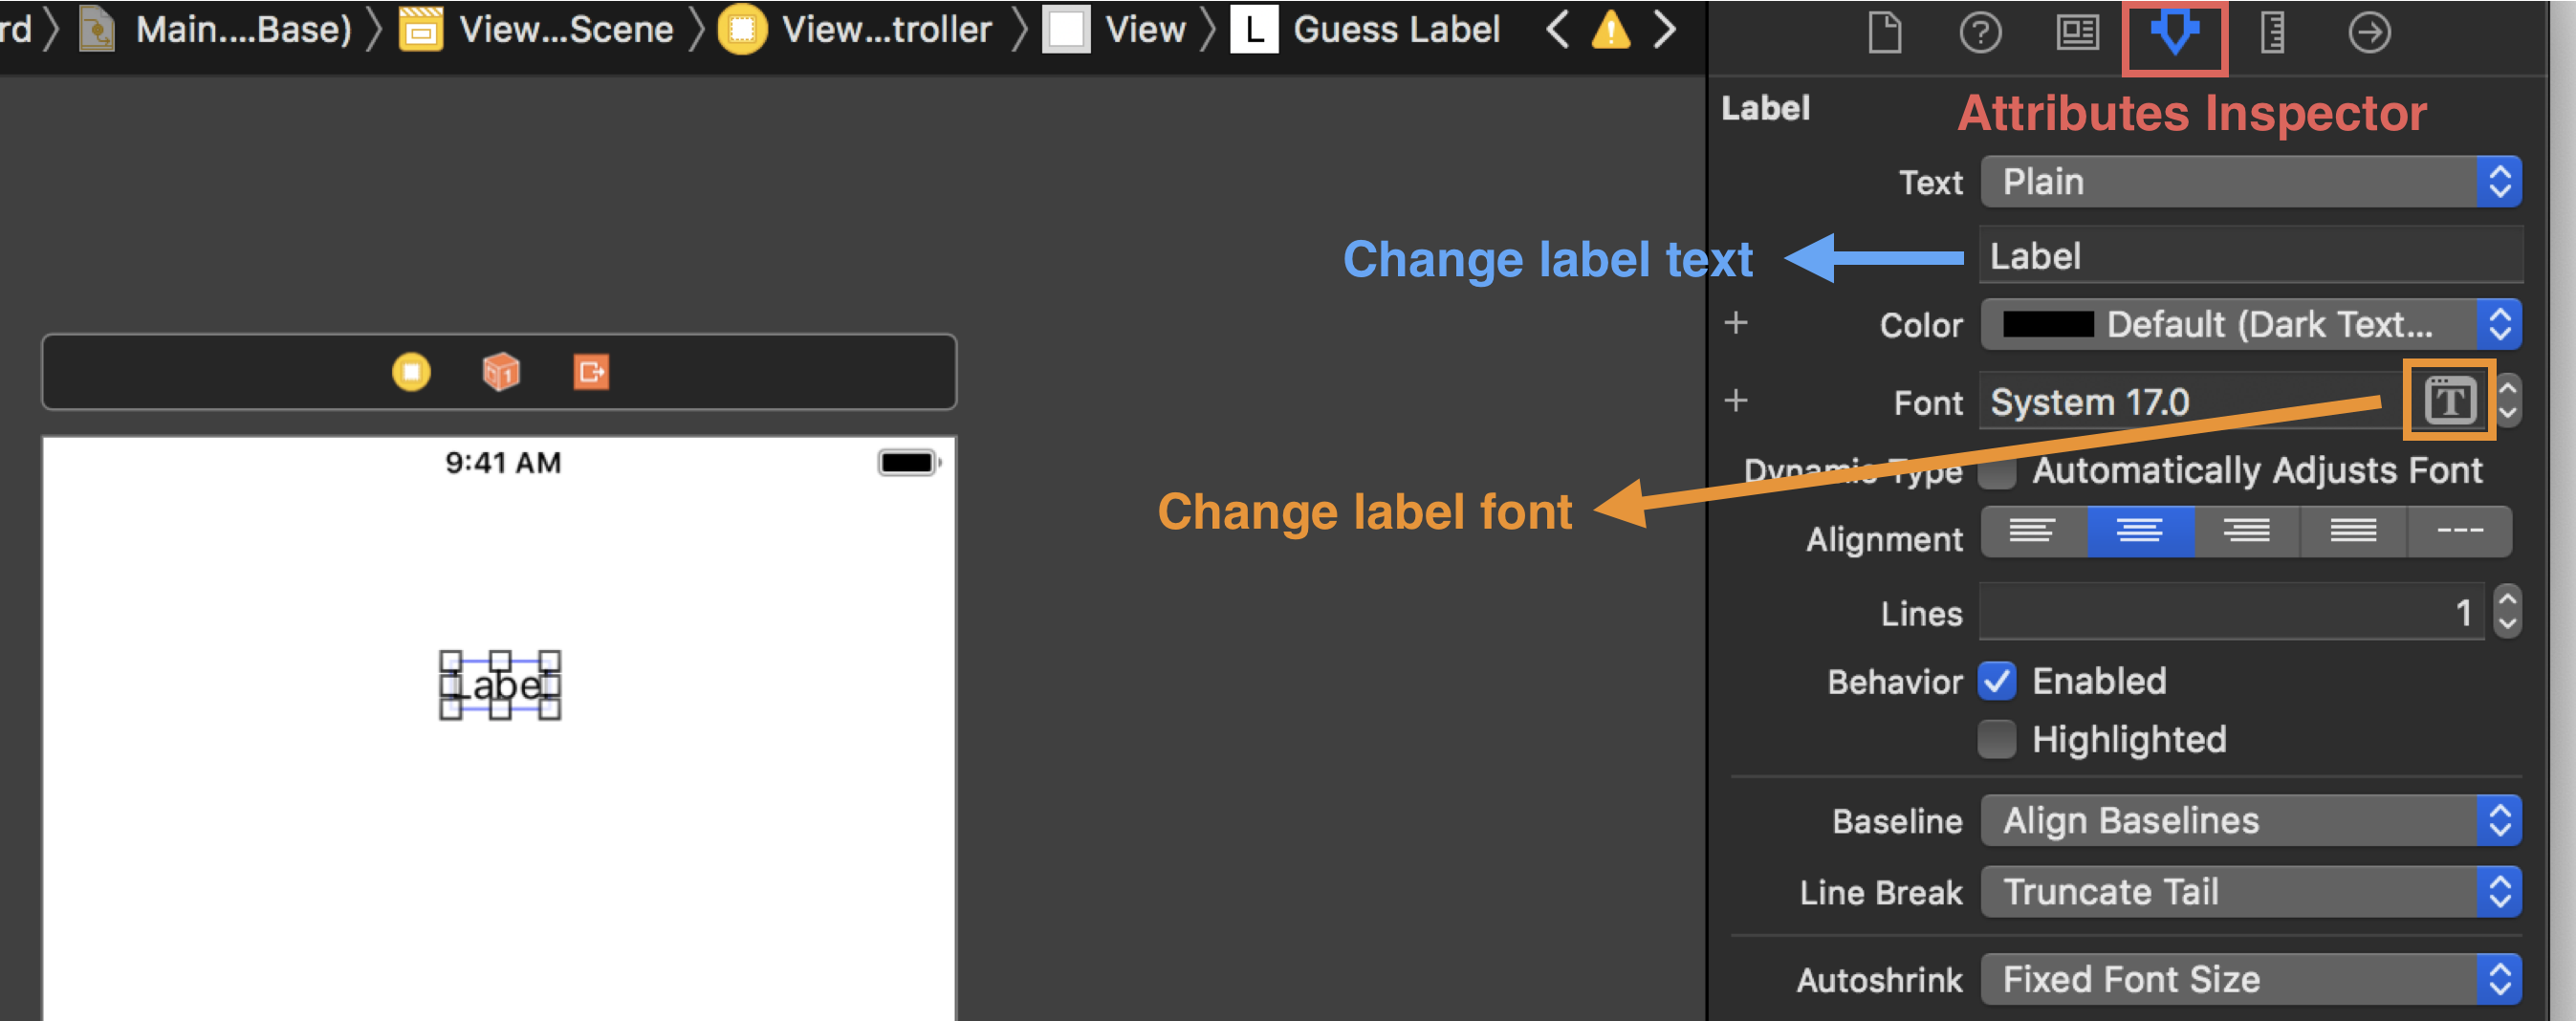 rd Main....Base) View...Scene View...troller View L Guess Label
Label
Attributes Inspector
Text Plain
Change label text
Label
Color Default (Dark Text...
Font System 17.0 T
Dynamic Type Automatically Adjusts Font
Change label font
Alignment ---
Lines 1
Behavior Enabled
Highlighted
Baseline Align Baselines
Line Break Truncate Tail
Autoshrink Fixed Font Size
1
9:41 AM
Label